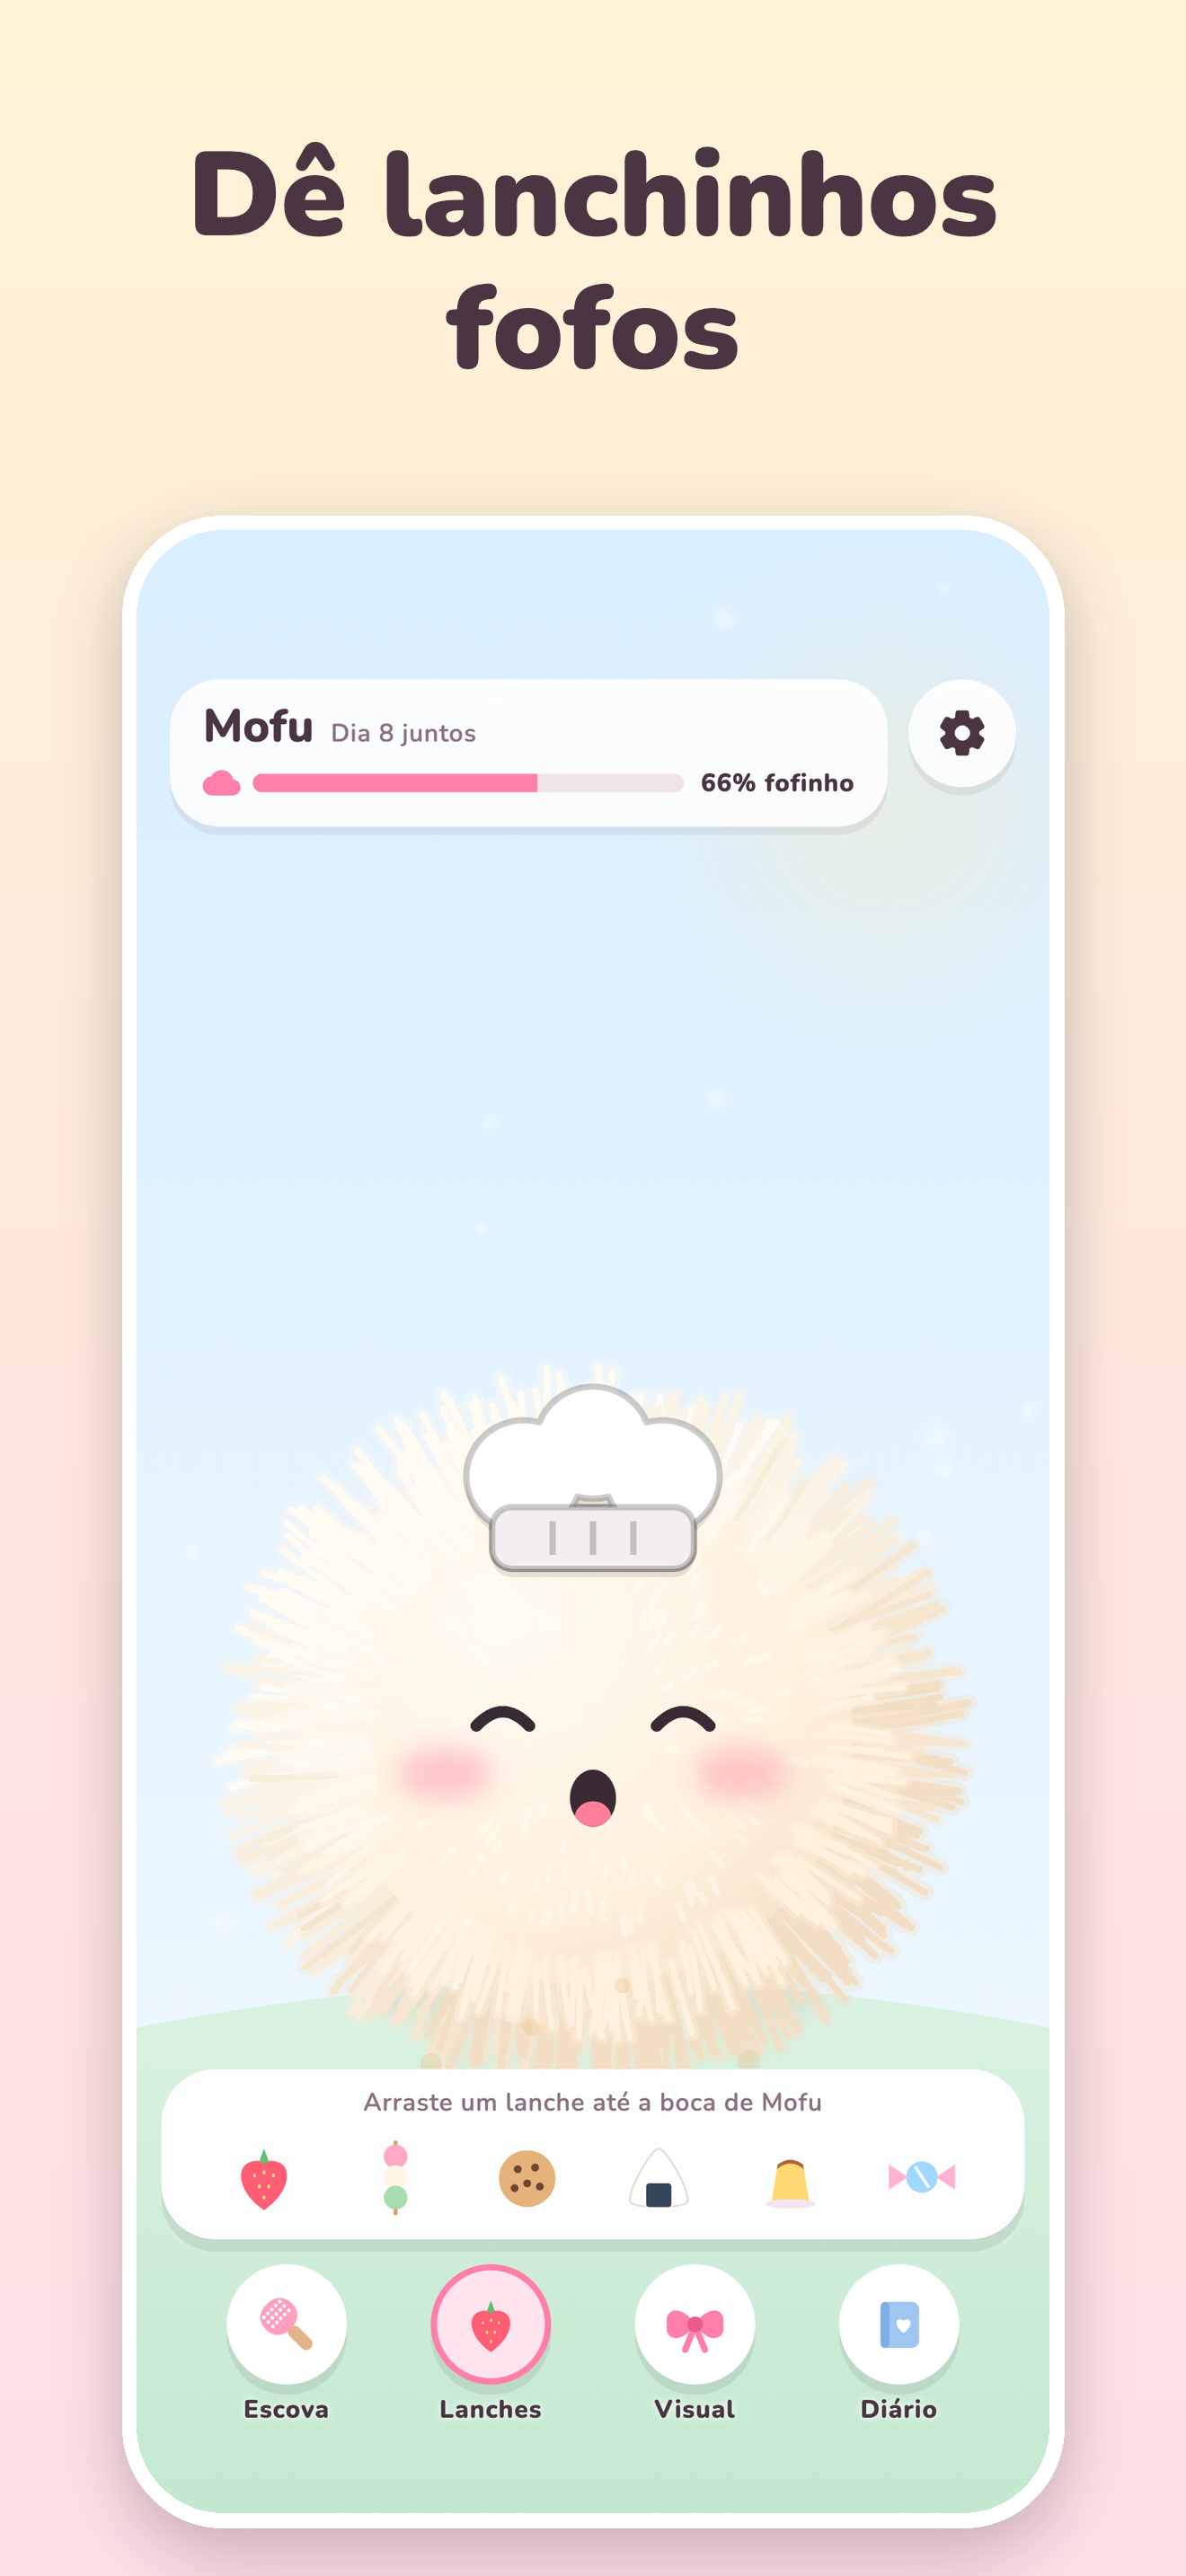 Dê lanchinhos
fofos
Mofu Dia 8 juntos
66% fofinho
Arraste um lanche até a boca de Mofu
Escova
Lanches
Visual
Diário